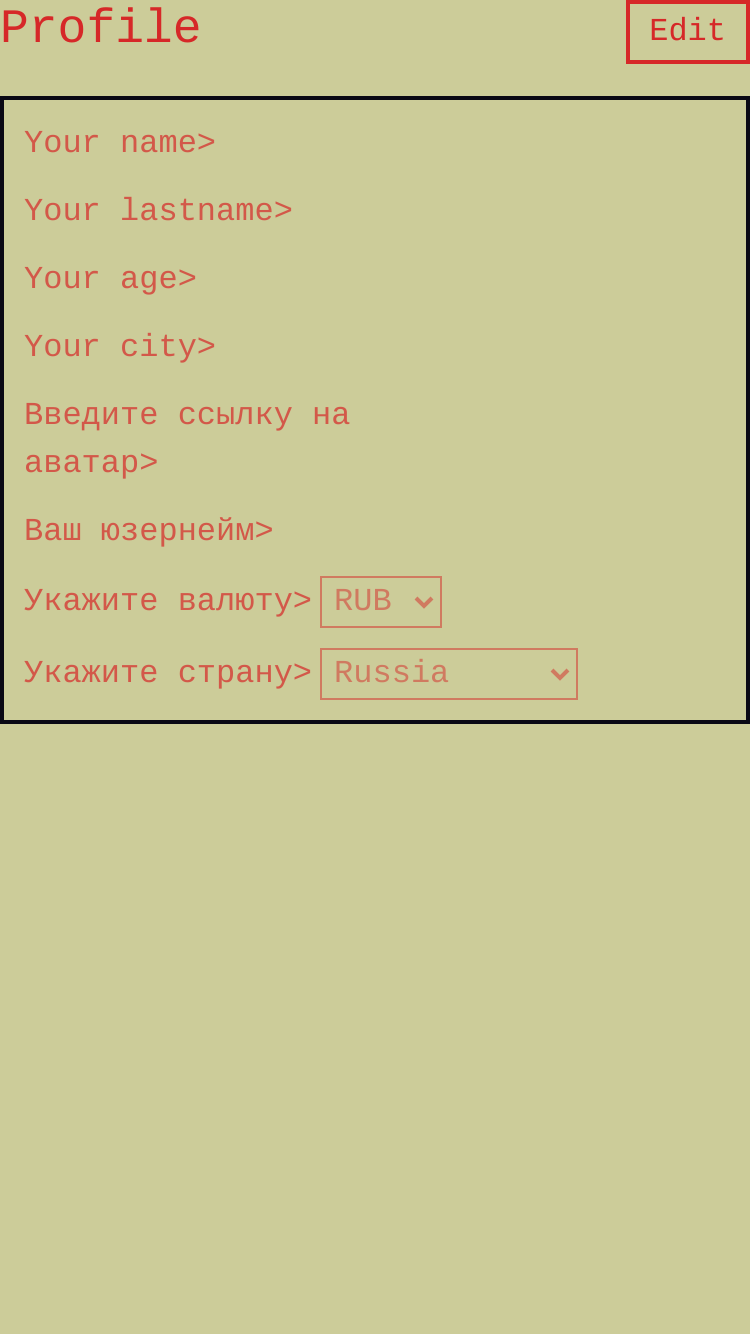 Profile
Edit
Your name>
Your lastname>
Your age>
Your city>
Введите ссылку на
аватар>
Ваш юзернейм>
Укажите валюту> RUB
Укажите страну> Russia